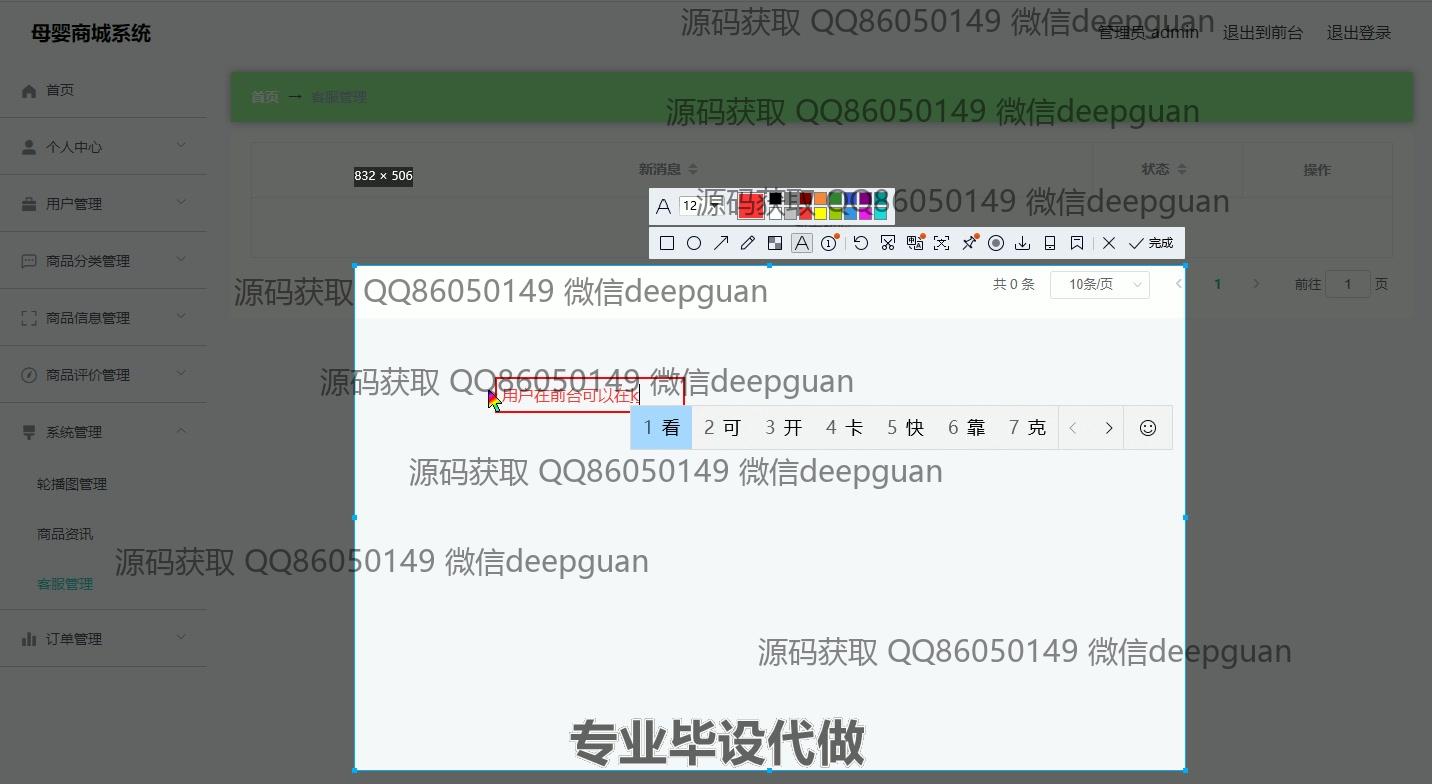 源码获取 QQ86050149 微信deepguan
母婴商城系统
管理员 admin 退出到前台 退出登录
首页
首页 → 客服管理
源码获取 QQ86050149 微信deepguan
个人中心
新消息 状态 操作
832 × 506
用户管理
A 12
源码获取 QQ86050149 微信deepguan
A 1 完成
商品分类管理
源码获取 QQ86050149 微信deepguan
共 0 条 10条/页 1 前往 1 页
商品信息管理
商品评价管理
源码获取 QQ86050149 微信deepguan
用户在前台可以在k
1 看 2 可 3 开 4 卡 5 快 6 靠 7 克
系统管理
源码获取 QQ86050149 微信deepguan
轮播图管理
商品资讯
源码获取 QQ86050149 微信deepguan
客服管理
订单管理
源码获取 QQ86050149 微信deepguan
专业毕设代做